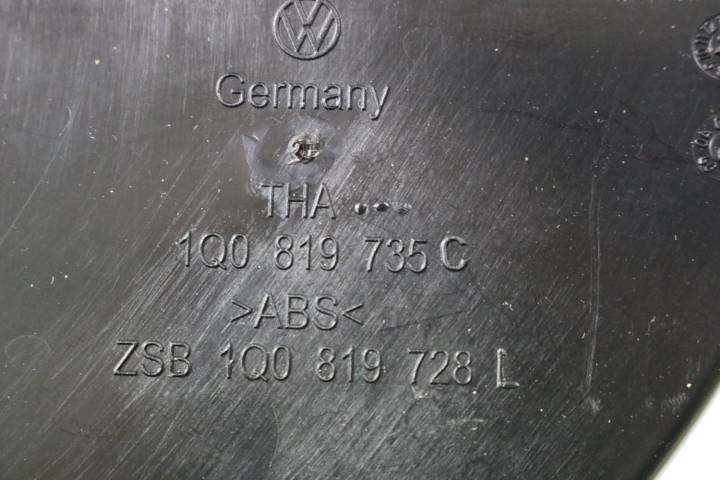 Germany
THA
1Q0 819 735 C
>ABS<
ZSB 1Q0 819 728 L